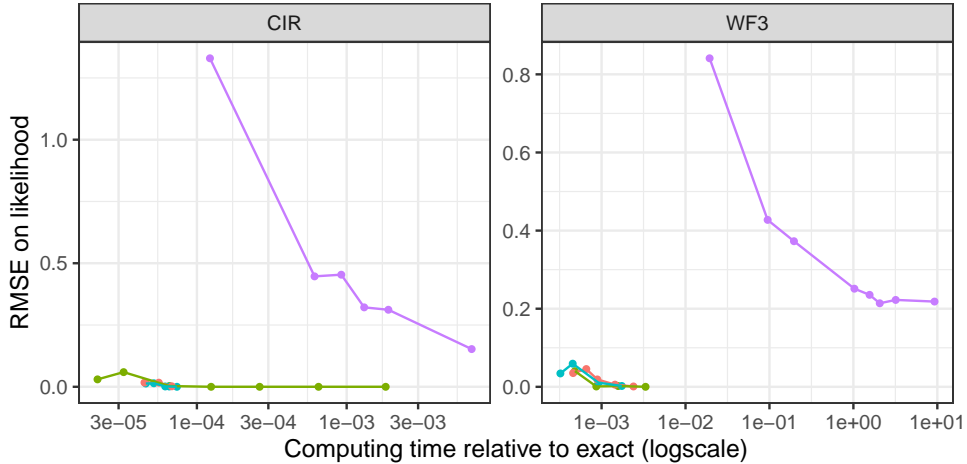 CIR
WF3
RMSE on likelihood
1.0
0.5
0.0
0.8
0.6
0.4
0.2
0.0
3e−05
1e−04
3e−04
1e−03
3e−03
1e−03
1e−02
1e−01
1e+00
1e+01
Computing time relative to exact (logscale)